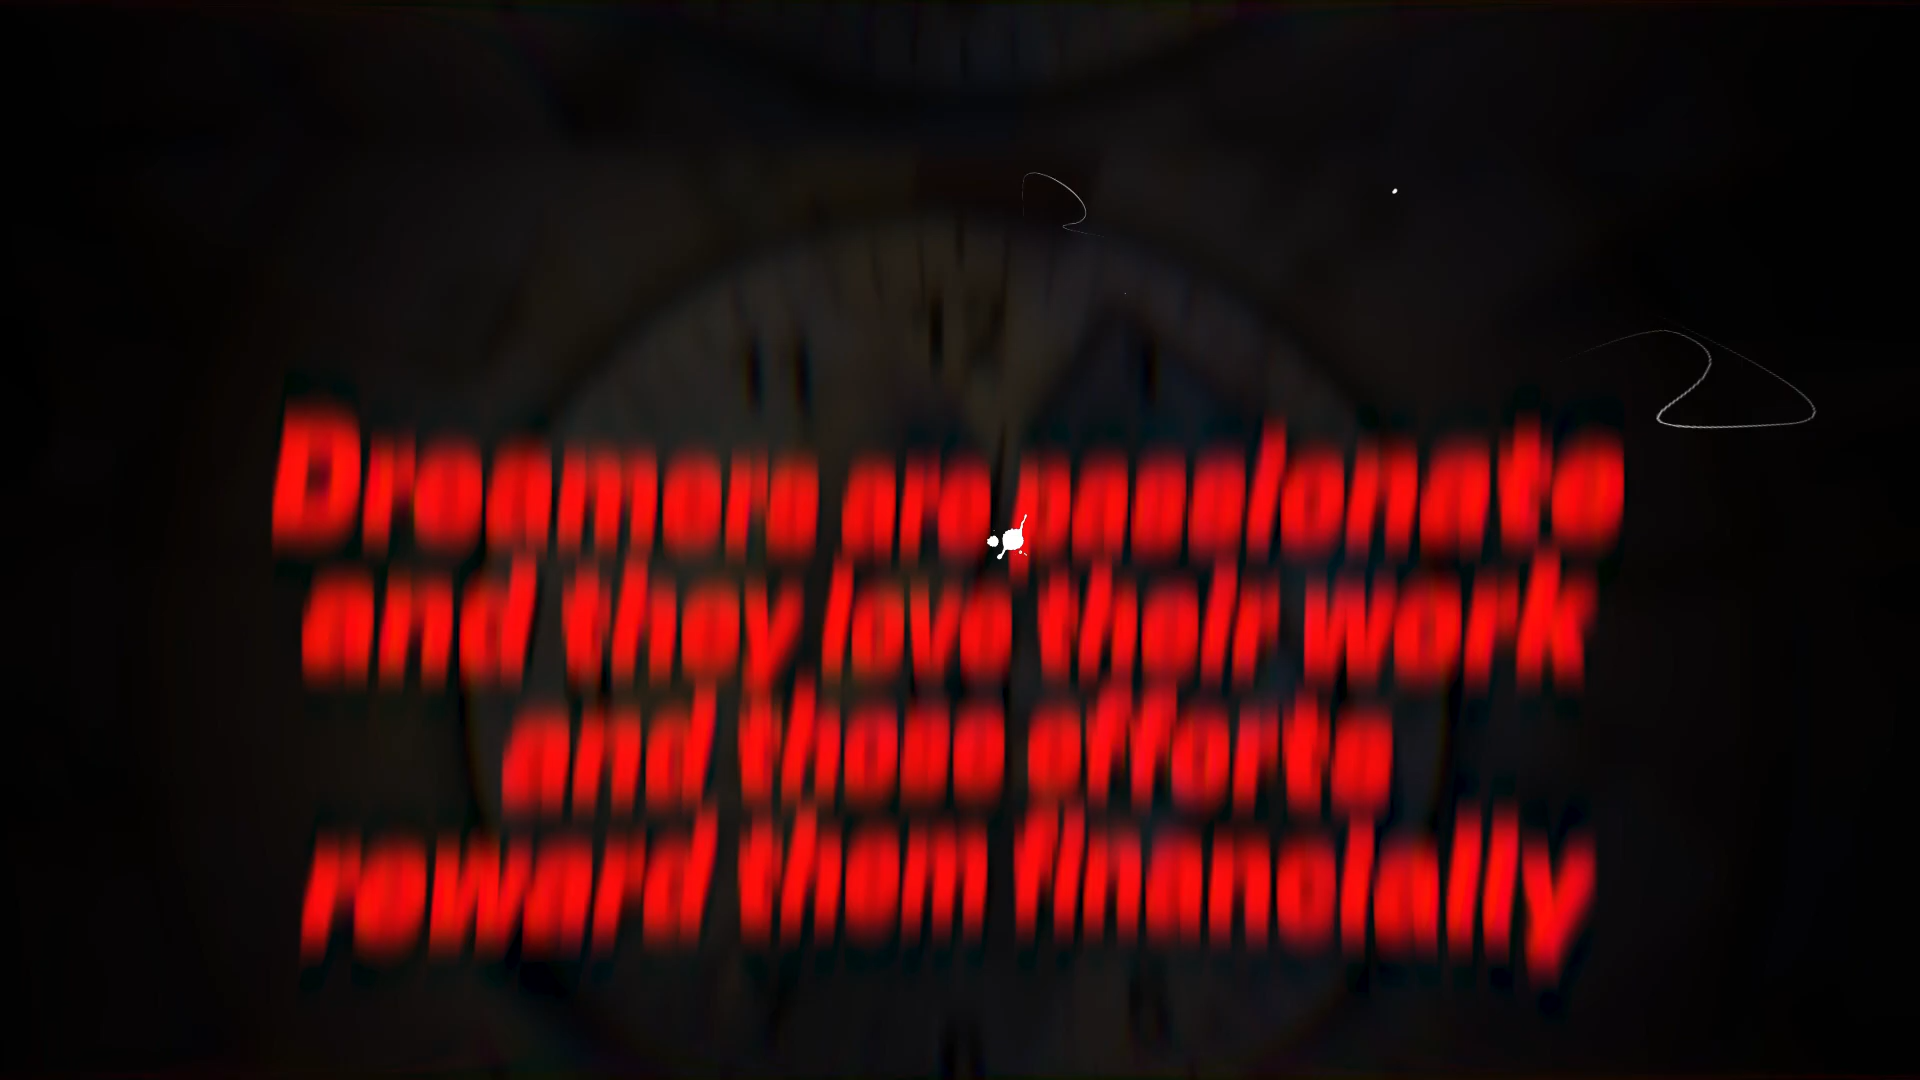 Dreamers are passionate
and they love their work
and those efforts
reward them financially